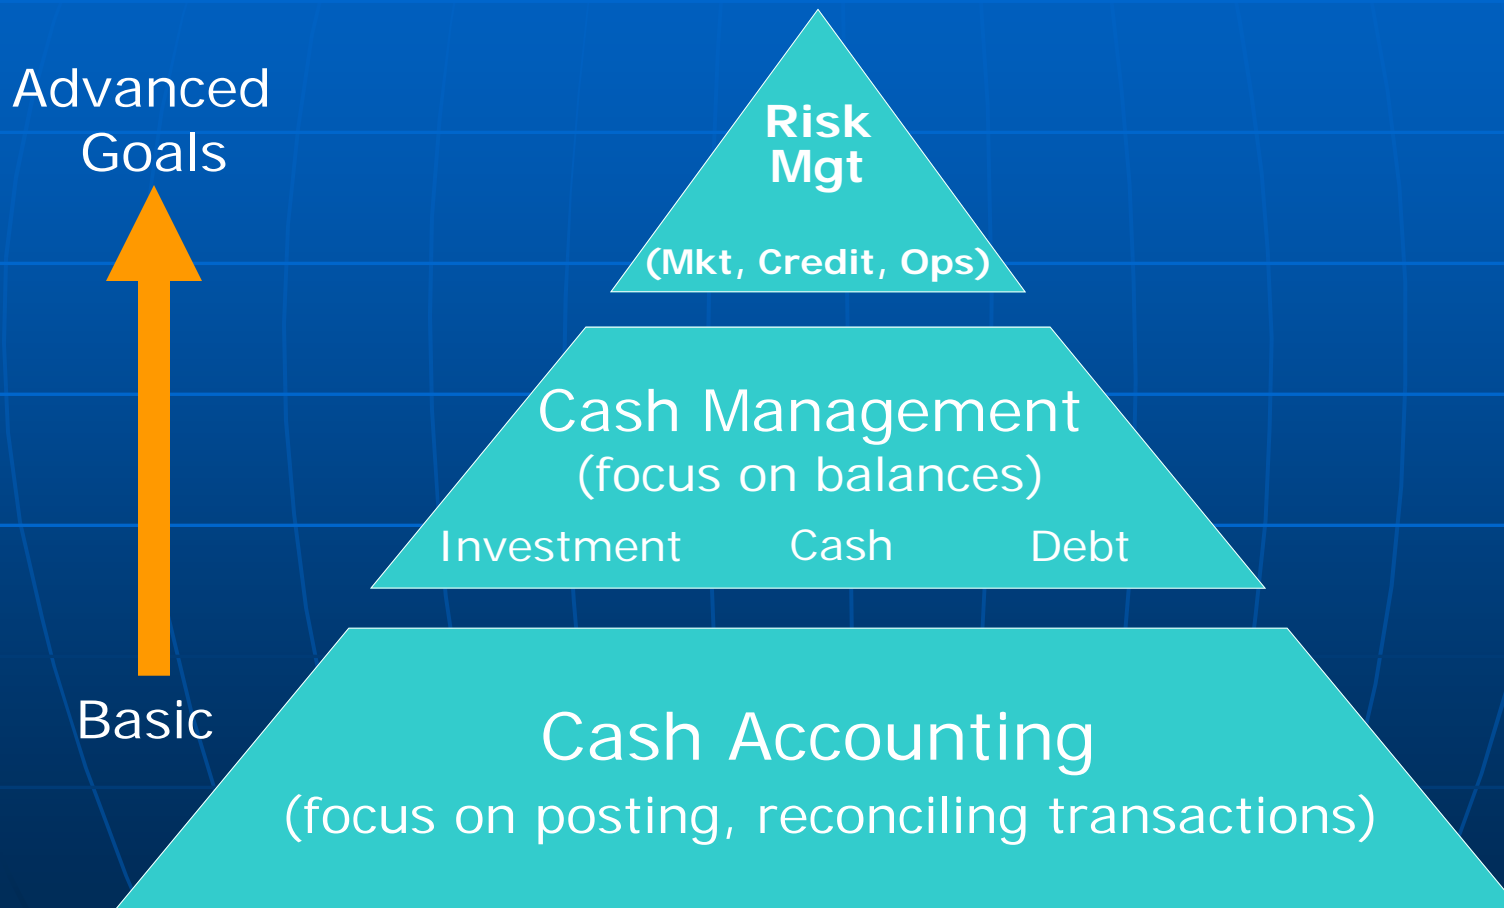 Advanced
Goals
Risk
Mgt
(Mkt, Credit, Ops)
Cash Management
(focus on balances)
Investment Cash Debt
Basic
Cash Accounting
(focus on posting, reconciling transactions)